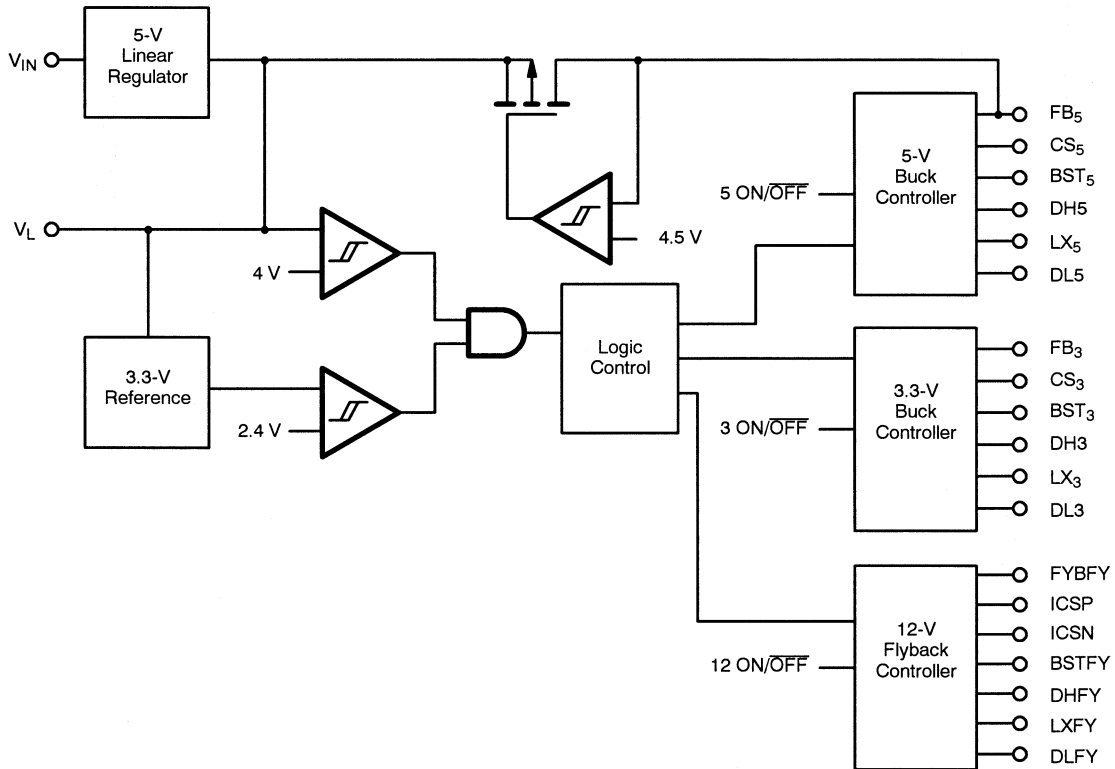 5-V
Linear
Regulator
VIN
VL
4 V
3.3-V
Reference
2.4 V
4.5 V
Logic
Control
5 ON/OFF
5-V
Buck
Controller
FB5
CS5
BST5
DH5
LX5
DL5
3 ON/OFF
3.3-V
Buck
Controller
FB3
CS3
BST3
DH3
LX3
DL3
12 ON/OFF
12-V
Flyback
Controller
FYBFY
ICSP
ICSN
BSTFY
DHFY
LXFY
DLFY